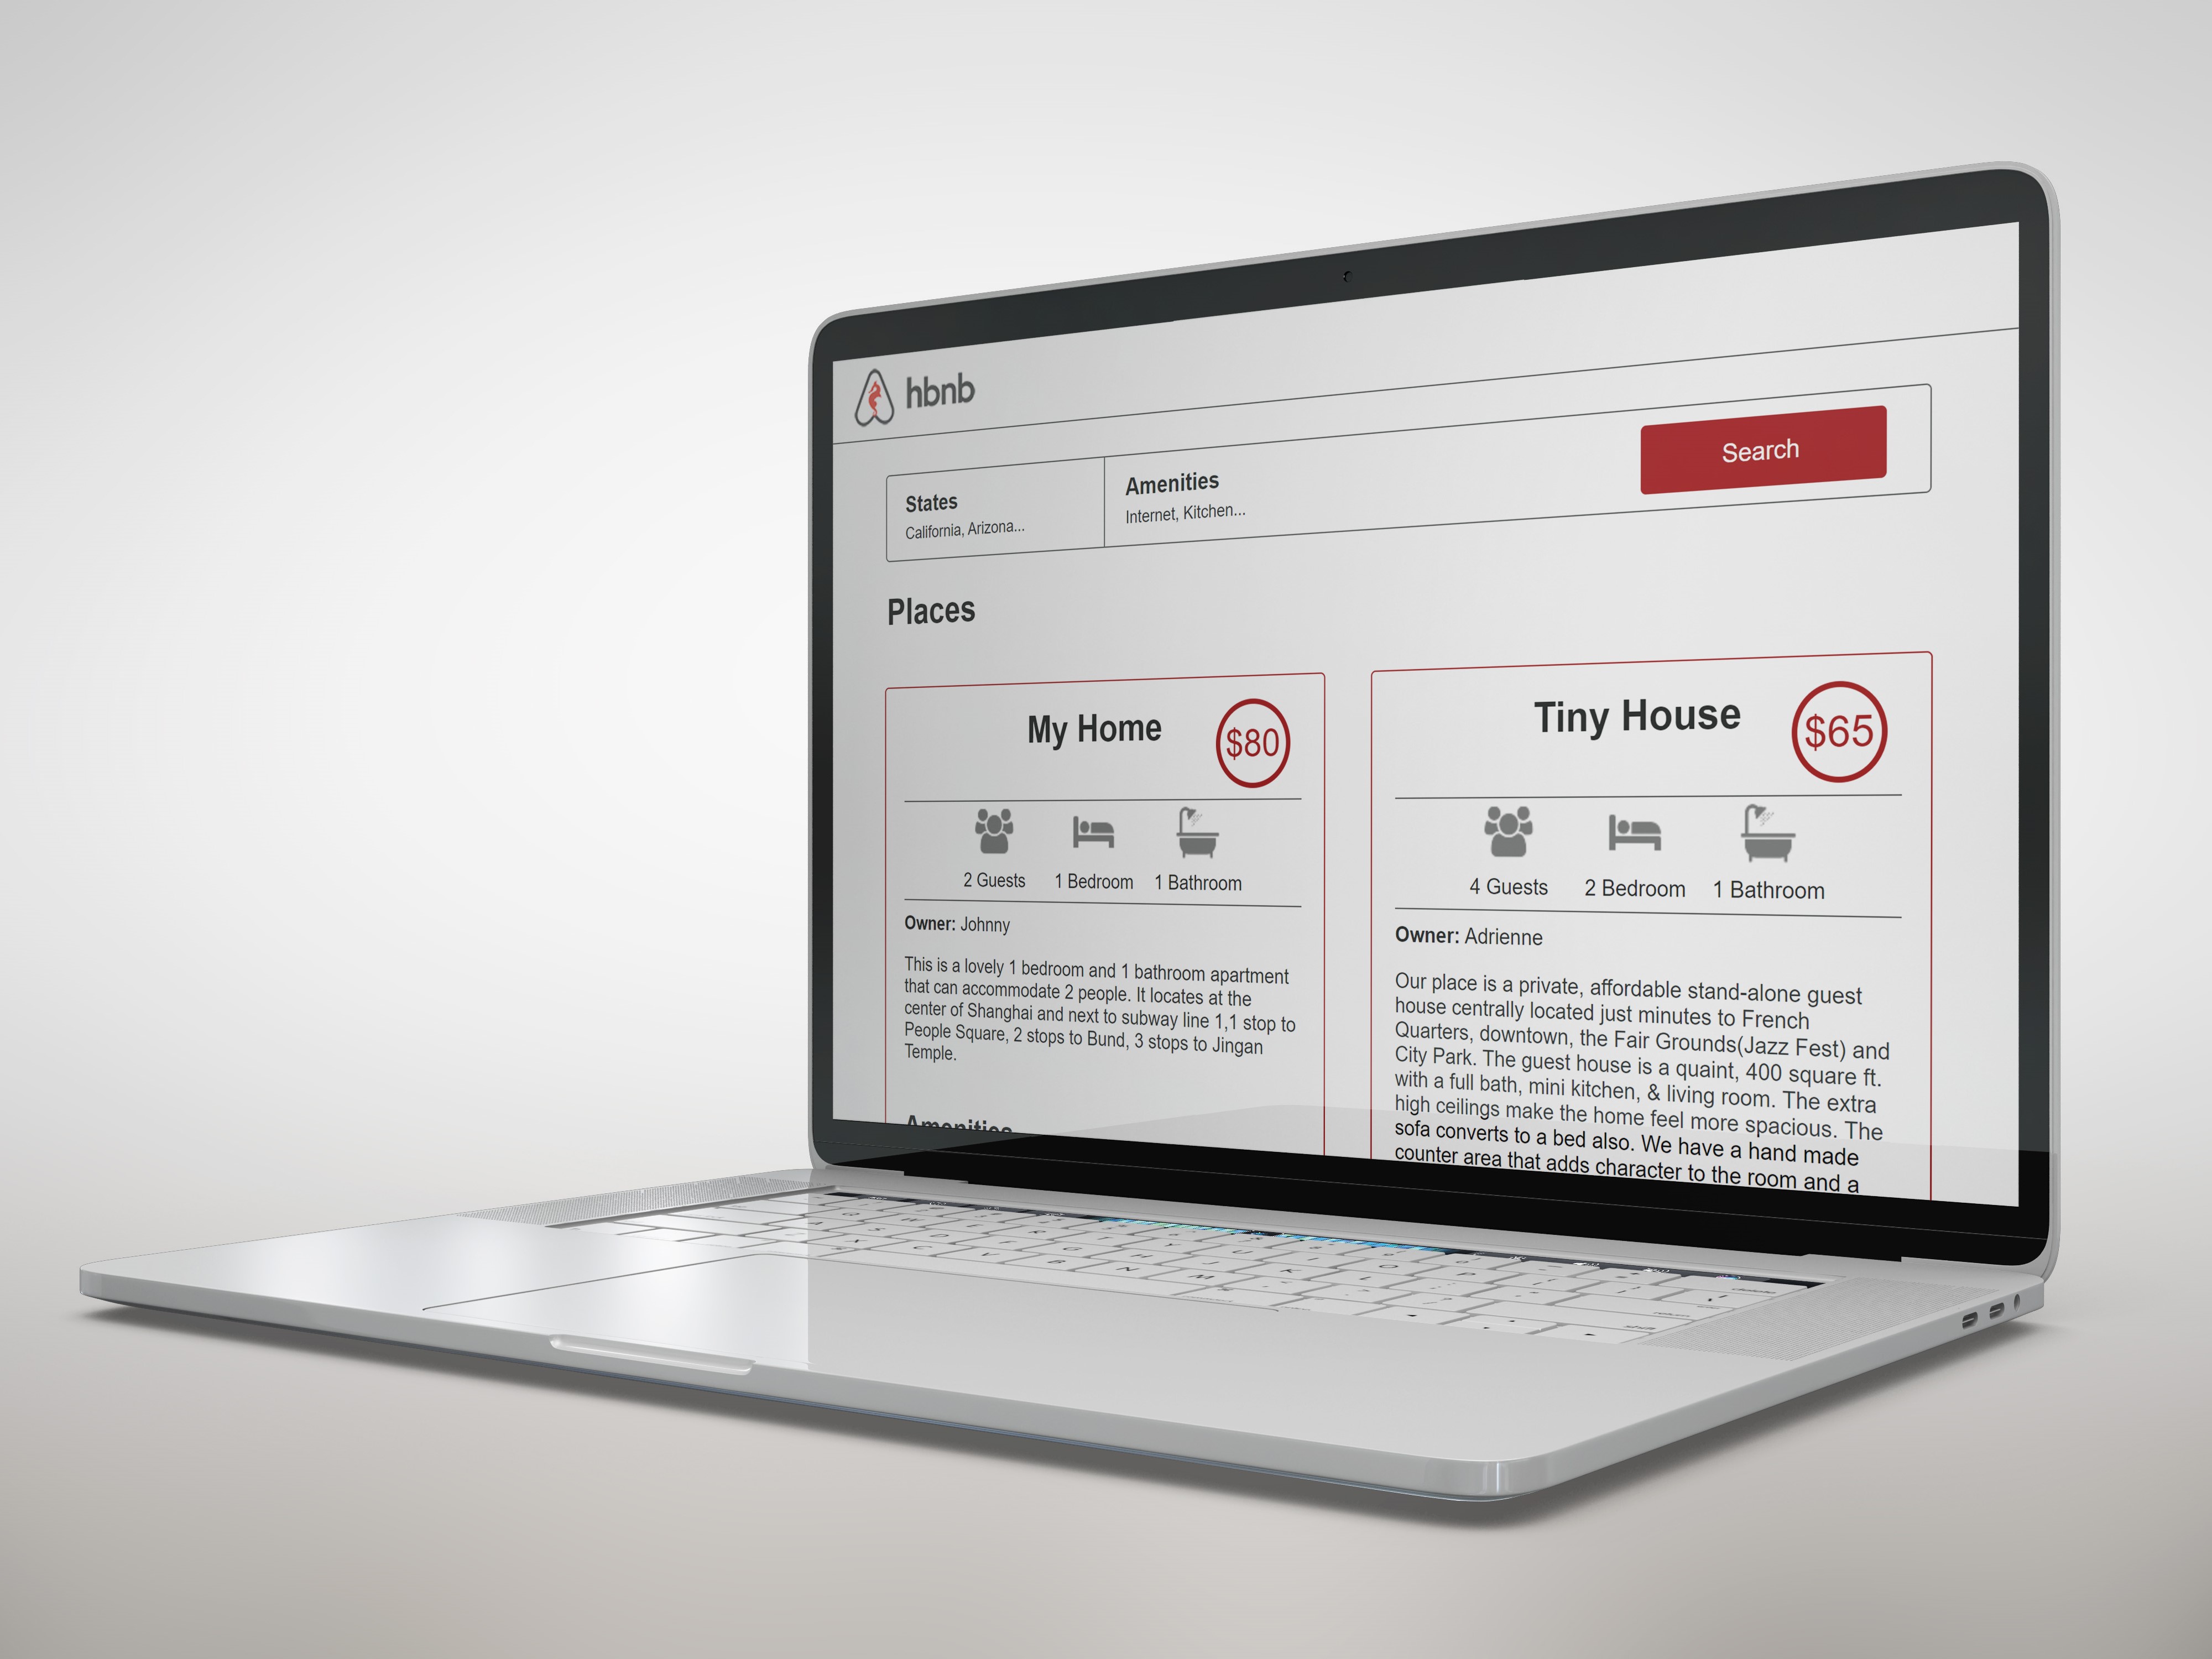 hbnb
States
California, Arizona...
Amenities
Internet, Kitchen...
Search
Places
My Home
$80
2 Guests
1 Bedroom
1 Bathroom
Owner: Johnny
This is a lovely 1 bedroom and 1 bathroom apartment
that can accommodate 2 people. It locates at the
center of Shanghai and next to subway line 1,1 stop to
People Square, 2 stops to Bund, 3 stops to Jingan
Temple.
Amenities
Tiny House
$65
4 Guests
2 Bedroom
1 Bathroom
Owner: Adrienne
Our place is a private, affordable stand-alone guest
house centrally located just minutes to French
Quarters, downtown, the Fair Grounds(Jazz Fest) and
City Park. The guest house is a quaint, 400 square ft.
with a full bath, mini kitchen, & living room. The extra
high ceilings make the home feel more spacious. The
sofa converts to a bed also. We have a hand made
counter area that adds character to the room and a